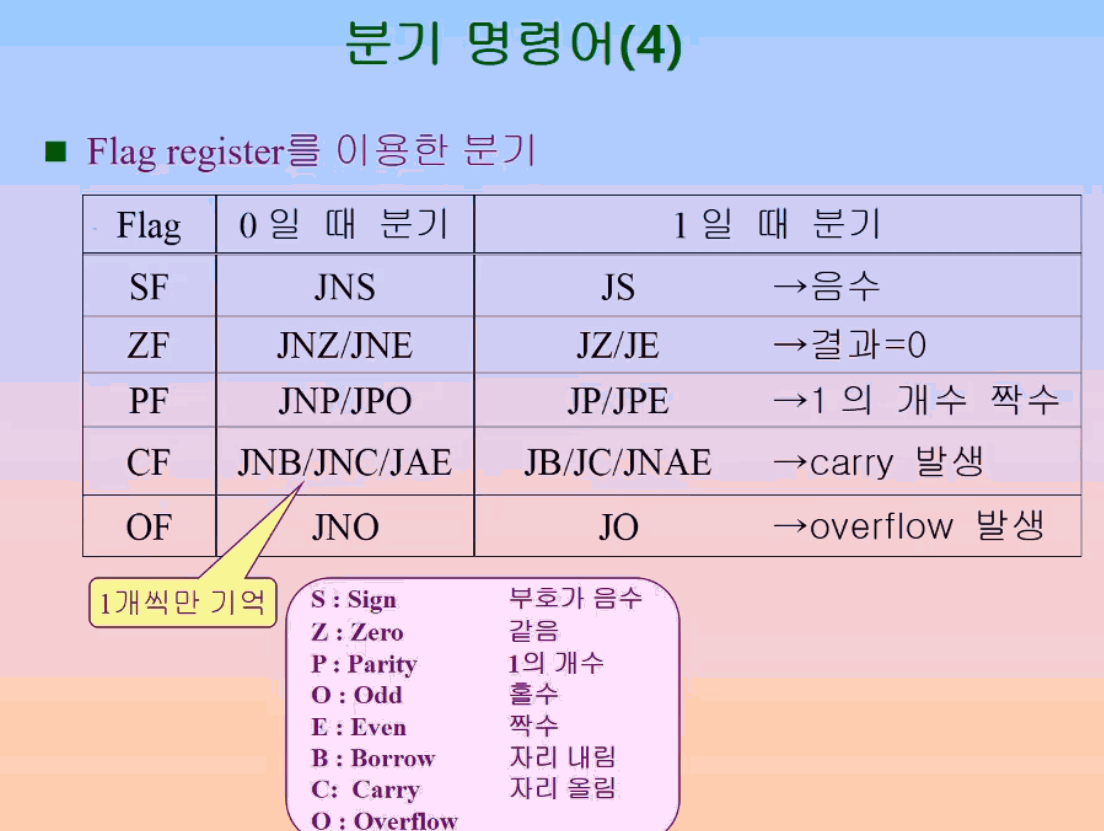 분기 명령어(4)
■ Flag register를 이용한 분기
Flag 0 일 때 분기 1 일 때 분기
SF JNS JS →음수
ZF JNZ/JNE JZ/JE →결과=0
PF JNP/JPO JP/JPE →1 의 개수 짝수
CF JNB/JNC/JAE JB/JC/JNAE →carry 발생
OF JNO JO →overflow 발생
1개씩만 기억
S : Sign 부호가 음수
Z : Zero 같음
P : Parity 1의 개수
O : Odd 홀수
E : Even 짝수
B : Borrow 자리 내림
C: Carry 자리 올림
O : Overflow